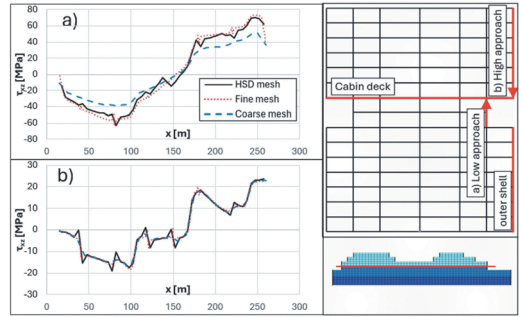 a)
τxz [MPa]
80
60
40
20
0
-20
-40
-60
-80
HSD mesh
Fine mesh
Coarse mesh
0 50 100 150 200 250 300
x [m]
b)
τxz [MPa]
30
20
10
0
-10
-20
-30
0 50 100 150 200 250 300
x [m]
Cabin deck
b) High approach
a) Low approach
outer shell